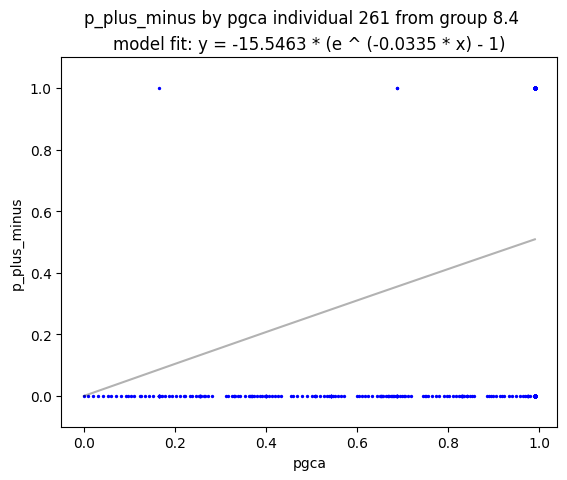 p_plus_minus by pgca individual 261 from group 8.4
model fit: y = -15.5463 * (e ^ (-0.0335 * x) - 1)
1.0
0.8
0.6
0.4
0.2
0.0
p_plus_minus
0.0 0.2 0.4 0.6 0.8 1.0
pgca